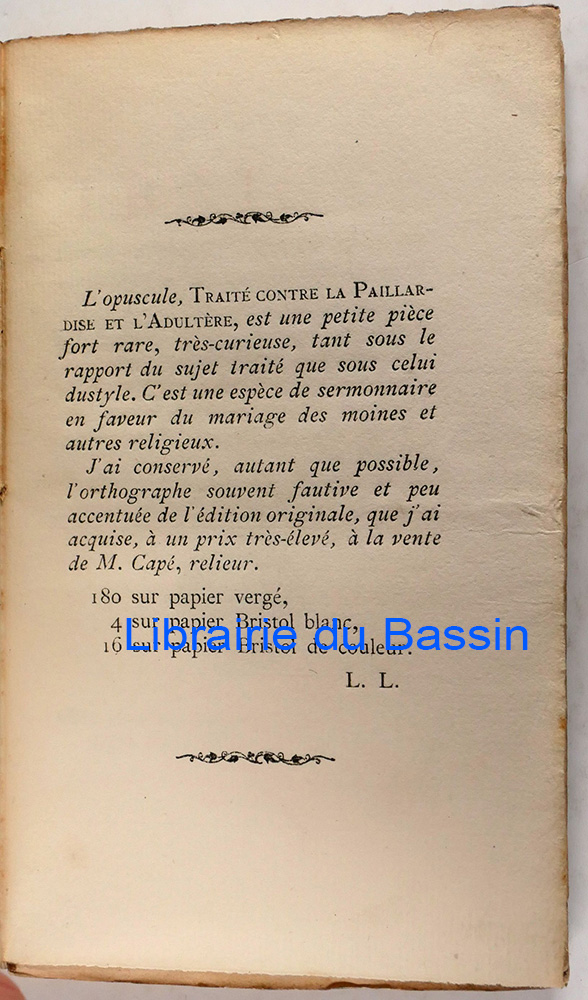 L'opuscule, TRAITÉ CONTRE LA PAILLAR-
DISE ET L'ADULTÈRE, est une petite pièce
fort rare, très-curieuse, tant sous le
rapport du sujet traité que sous celui
dustyle. C'est une espèce de sermonnaire
en faveur du mariage des moines et
autres religieux.
J'ai conservé, autant que possible,
l'orthographe souvent fautive et peu
accentuée de l'édition originale, que j'ai
acquise, à un prix très-élevé, à la vente
de M. Capé, relieur.
180 sur papier vergé,
4 sur papier Bristol blanc,
Librairie du Bassin
16 sur papier Bristol de couleur.
L. L.